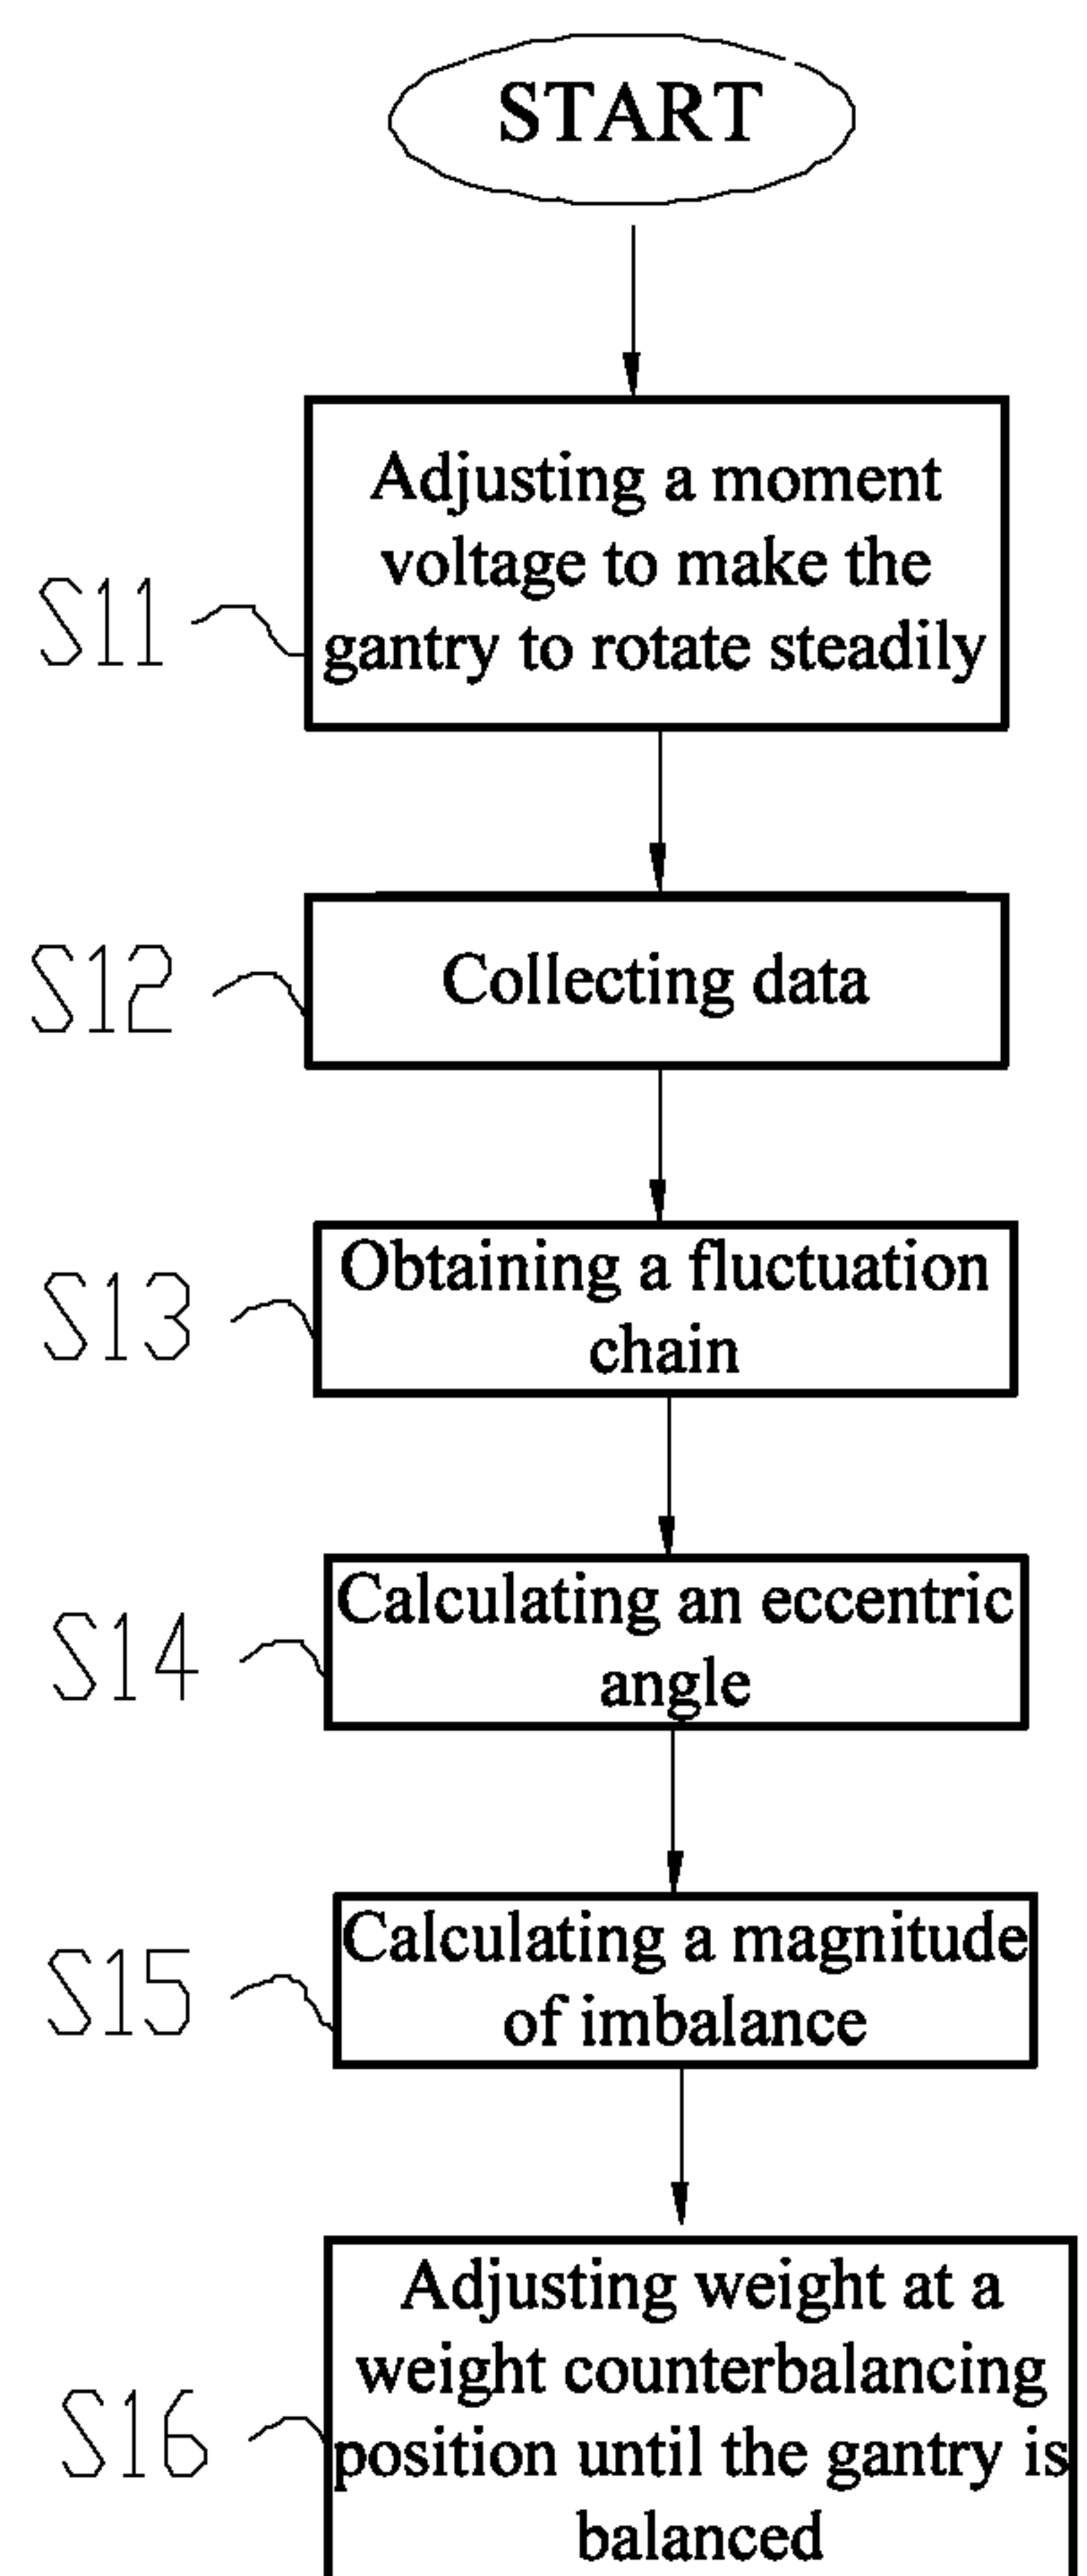 START
Adjusting a moment
voltage to make the
gantry to rotate steadily
S11
Collecting data
S12
Obtaining a fluctuation
chain
S13
Calculating an eccentric
angle
S14
Calculating a magnitude
of imbalance
S15
Adjusting weight at a
weight counterbalancing
position until the gantry is
balanced
S16